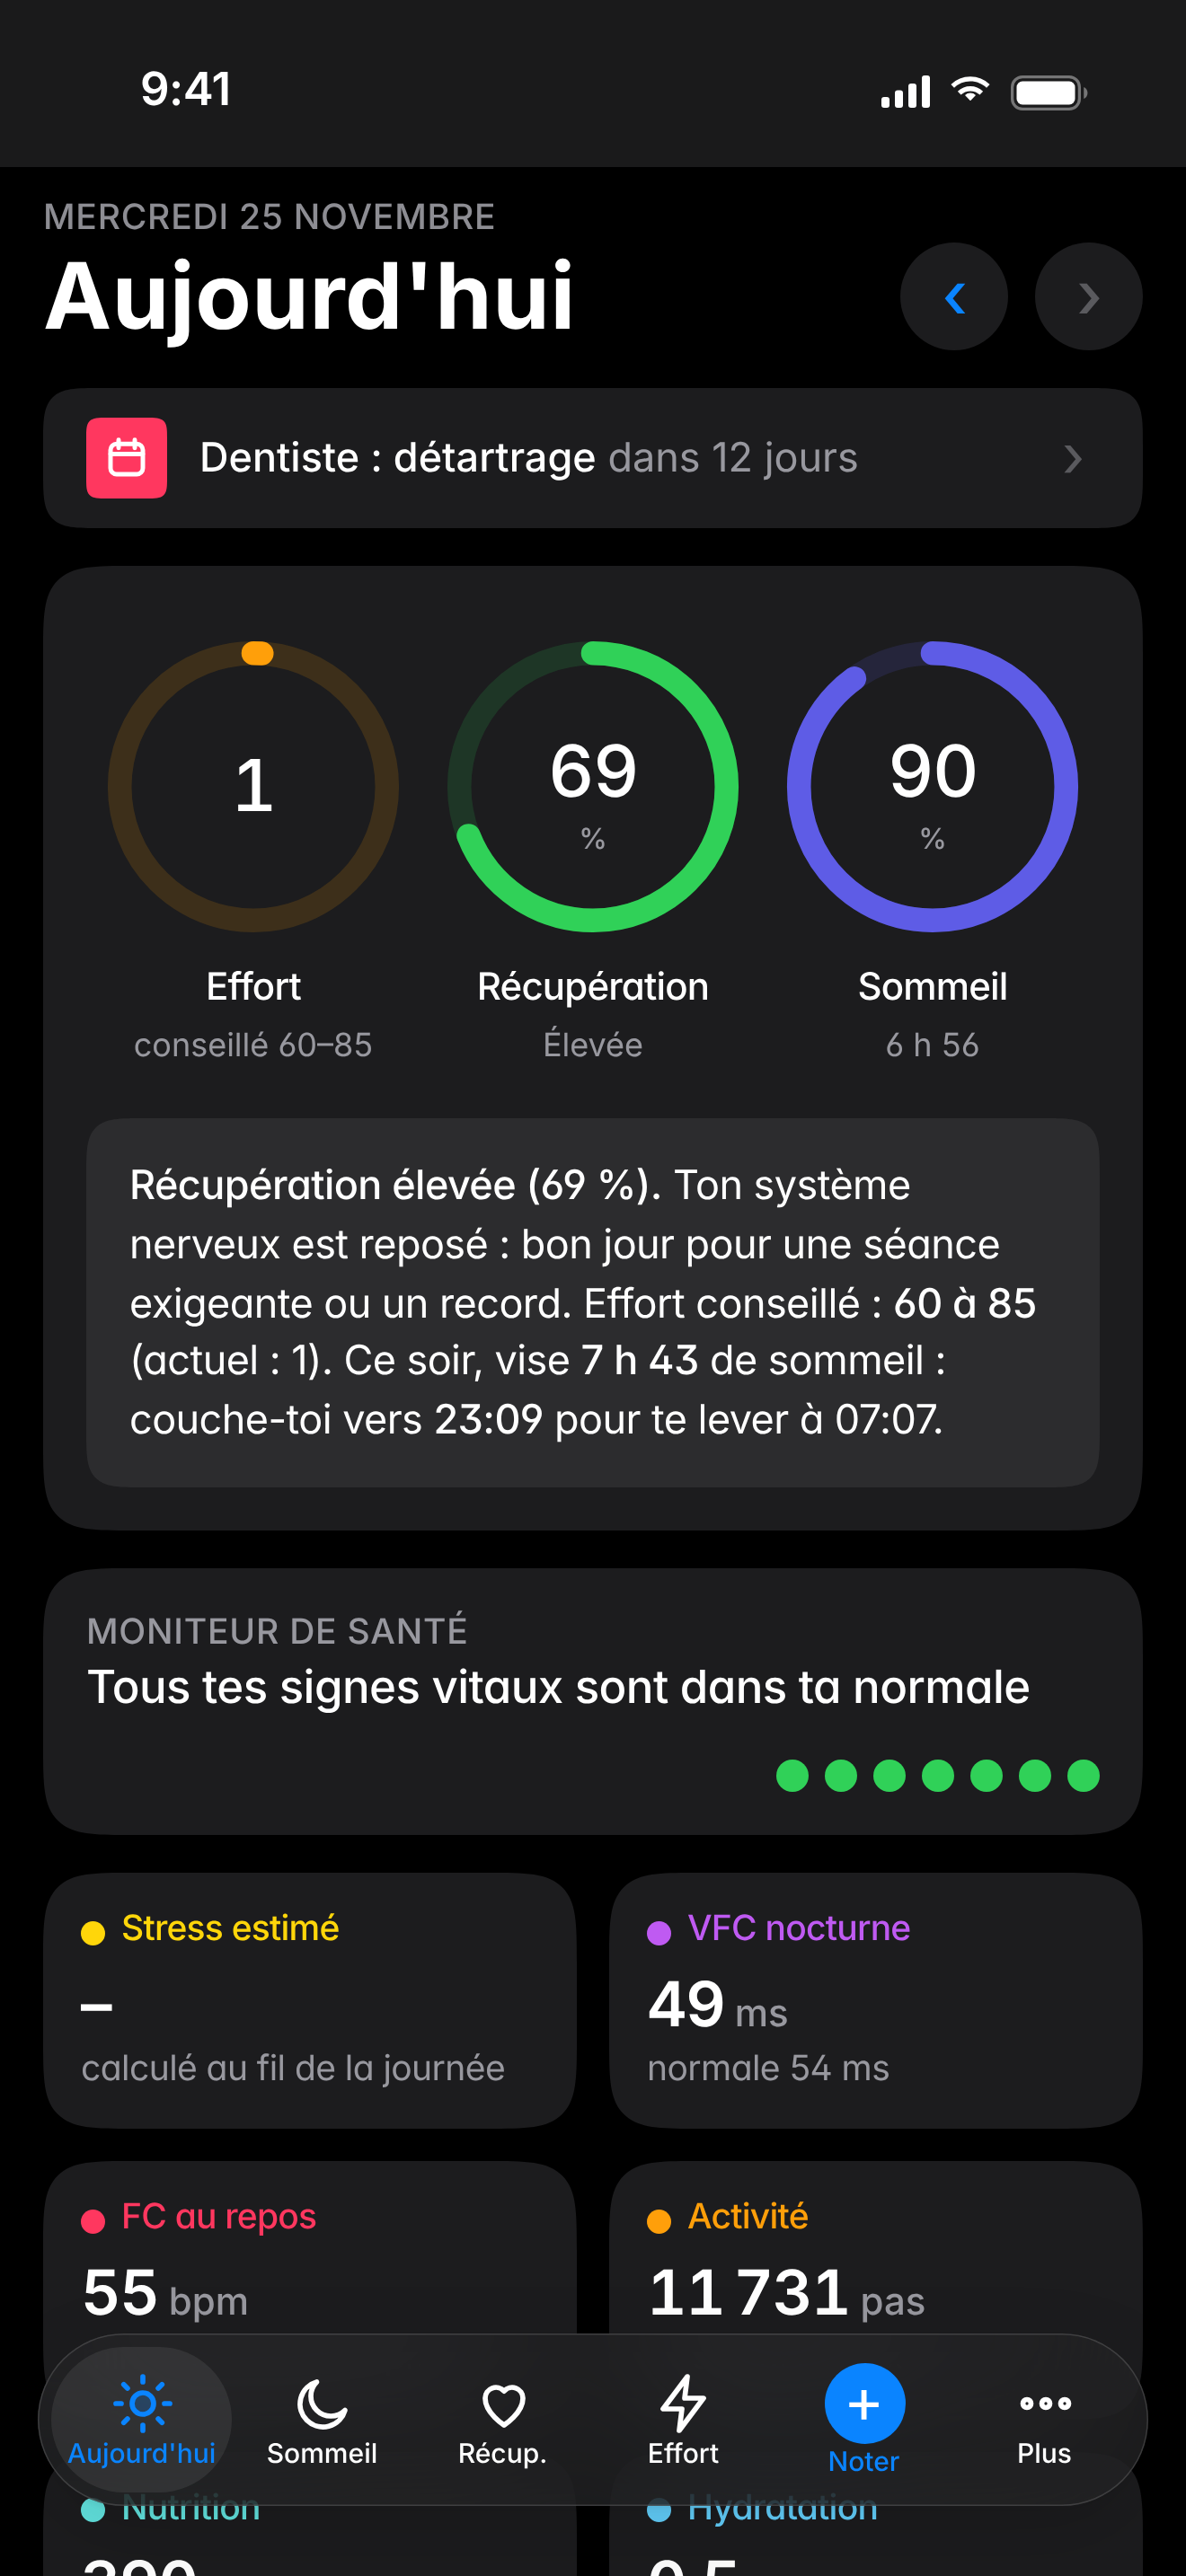 9:41
MERCREDI 25 NOVEMBRE
Aujourd'hui
Dentiste : détartrage dans 12 jours
1
69
%
90
%
Effort
Récupération
Sommeil
conseillé 60–85
Élevée
6 h 56
Récupération élevée (69 %). Ton système
nerveux est reposé : bon jour pour une séance
exigeante ou un record. Effort conseillé : 60 à 85
(actuel : 1). Ce soir, vise 7 h 43 de sommeil :
couche-toi vers 23:09 pour te lever à 07:07.
MONITEUR DE SANTÉ
Tous tes signes vitaux sont dans ta normale
Stress estimé
–
calculé au fil de la journée
VFC nocturne
49 ms
normale 54 ms
FC au repos
55 bpm
Activité
11 731 pas
Aujourd'hui
Sommeil
Récup.
Effort
Noter
Plus
Nutrition
Hydratation